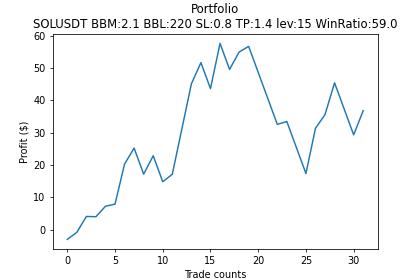 Portfolio
SOLUSDT BBM:2.1 BBL:220 SL:0.8 TP:1.4 lev:15 WinRatio:59.0
60
50
40
30
20
10
0
Profit ($)
0 5 10 15 20 25 30
Trade counts